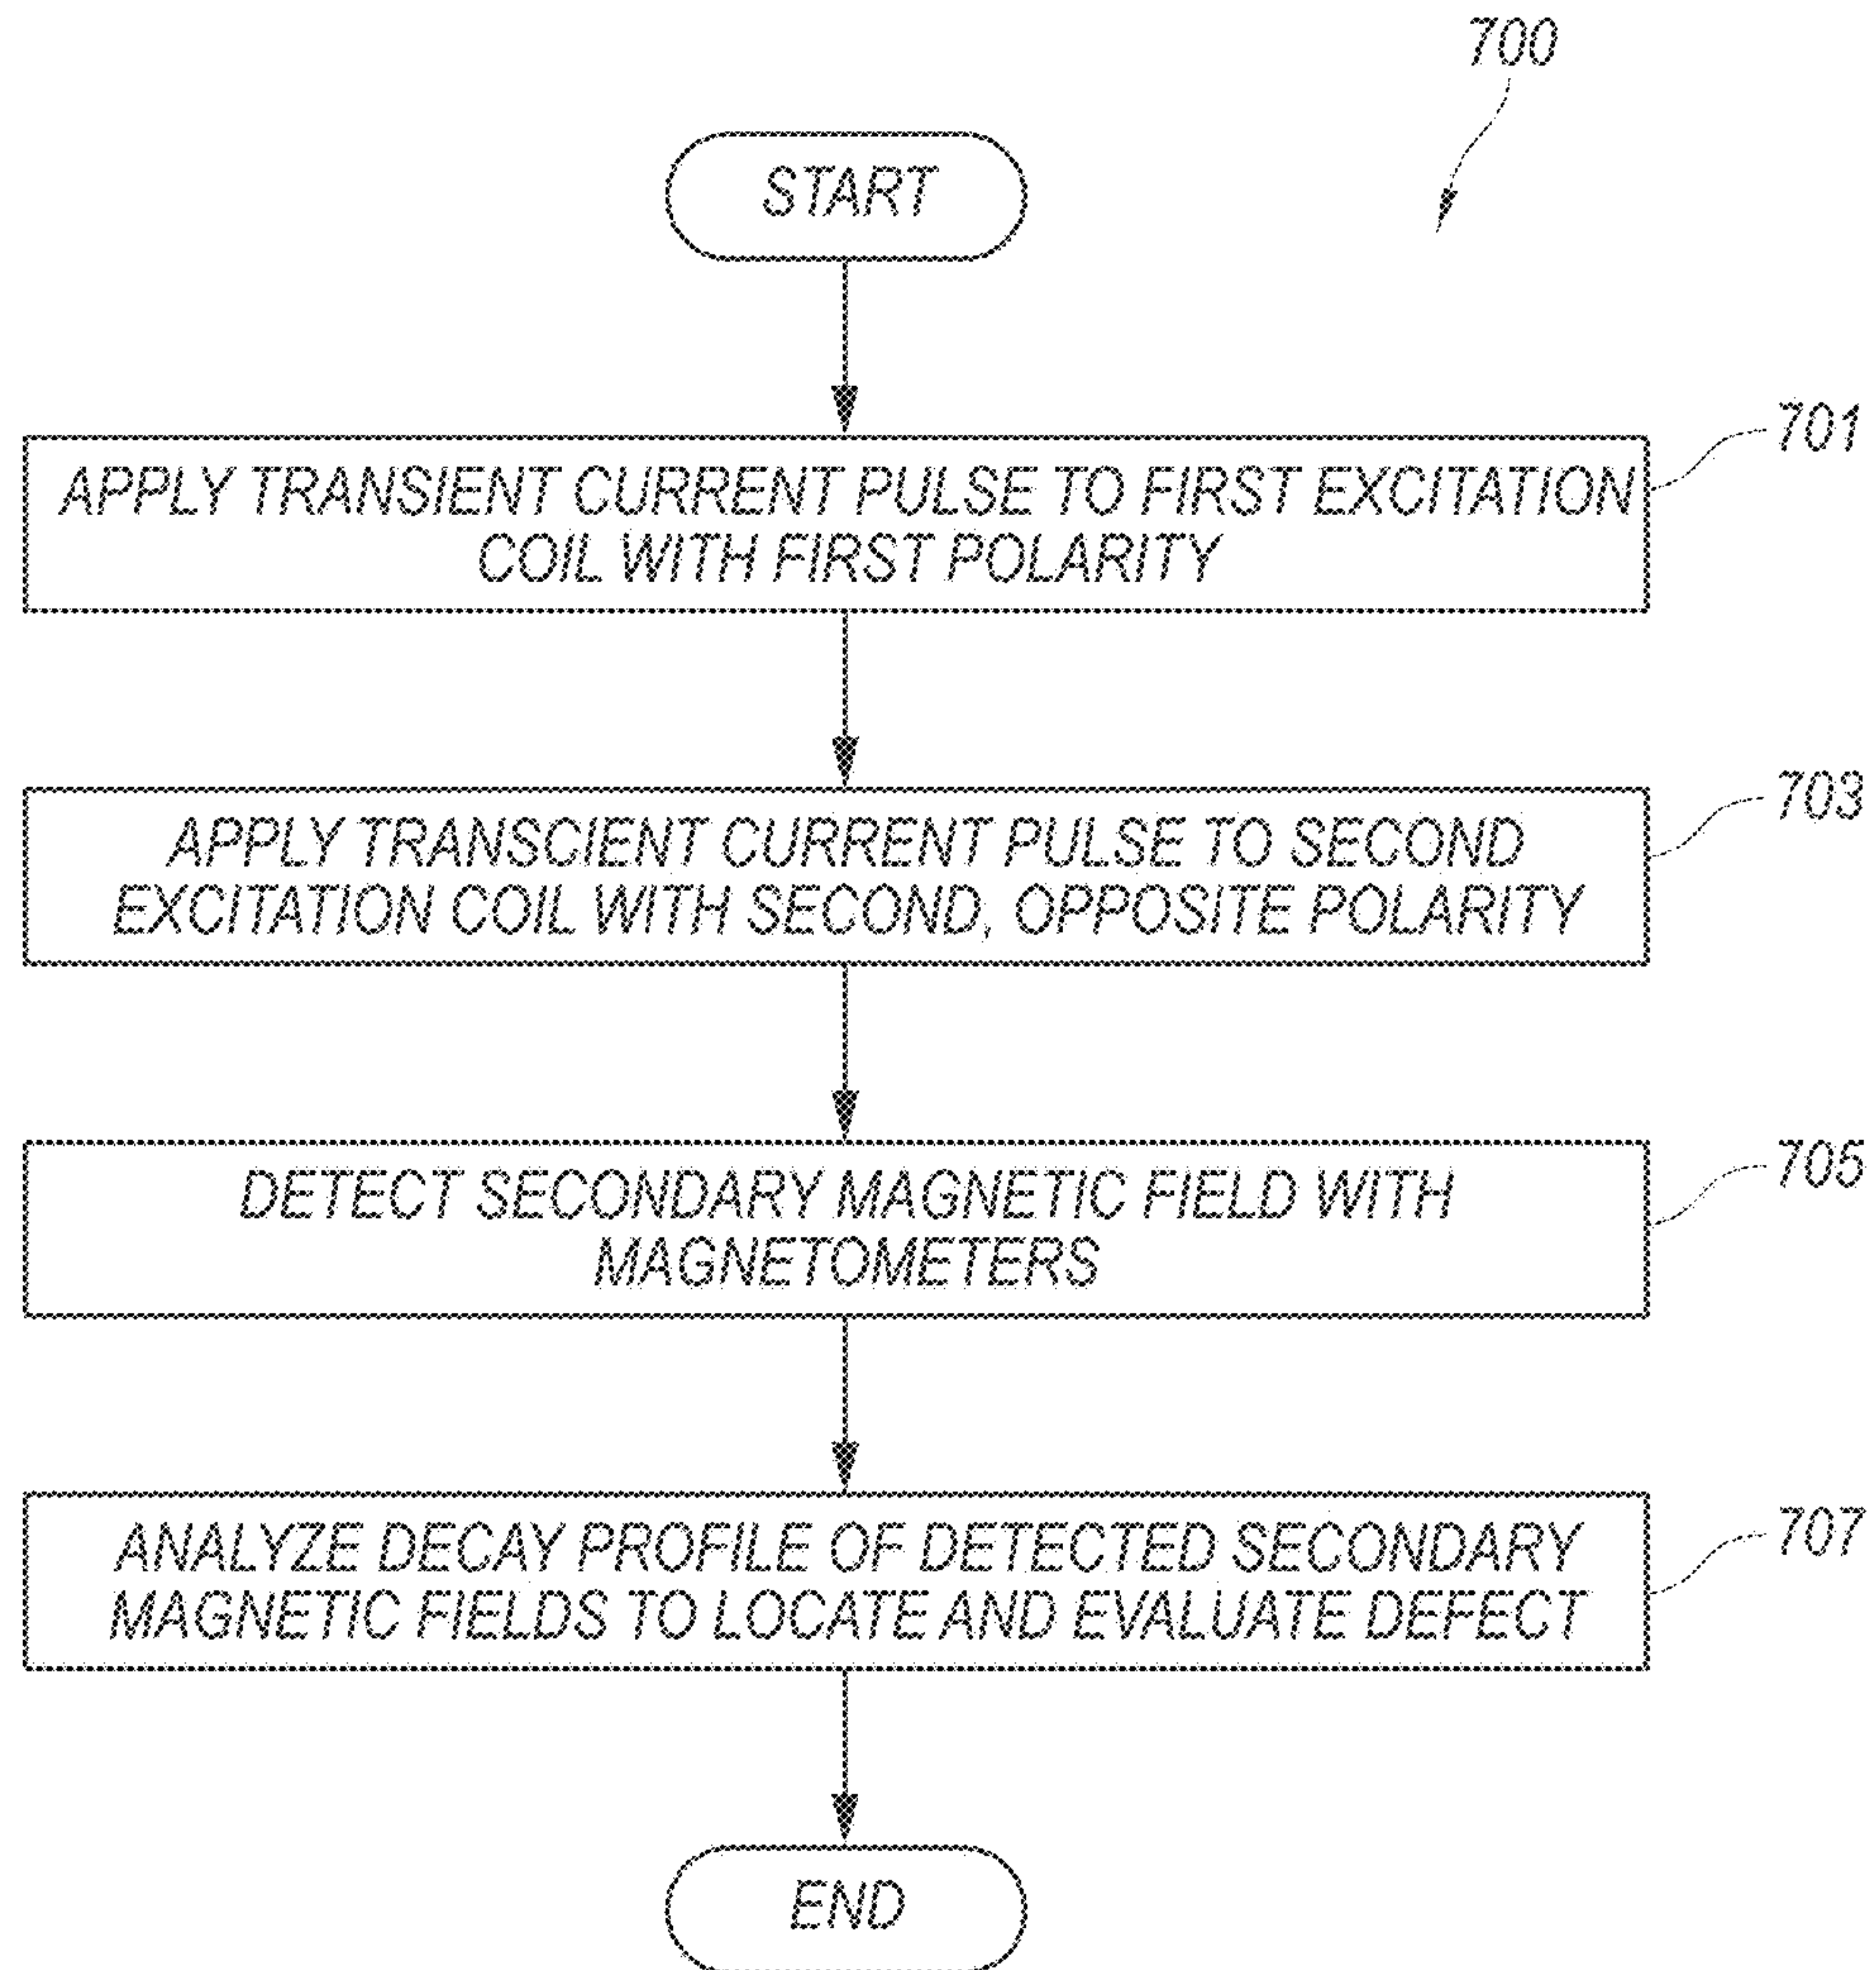 700
START
701
APPLY TRANSIENT CURRENT PULSE TO FIRST EXCITATION
COIL WITH FIRST POLARITY
703
APPLY TRANSCIENT CURRENT PULSE TO SECOND
EXCITATION COIL WITH SECOND, OPPOSITE POLARITY
705
DETECT SECONDARY MAGNETIC FIELD WITH
MAGNETOMETERS
707
ANALYZE DECAY PROFILE OF DETECTED SECONDARY
MAGNETIC FIELDS TO LOCATE AND EVALUATE DEFECT
END